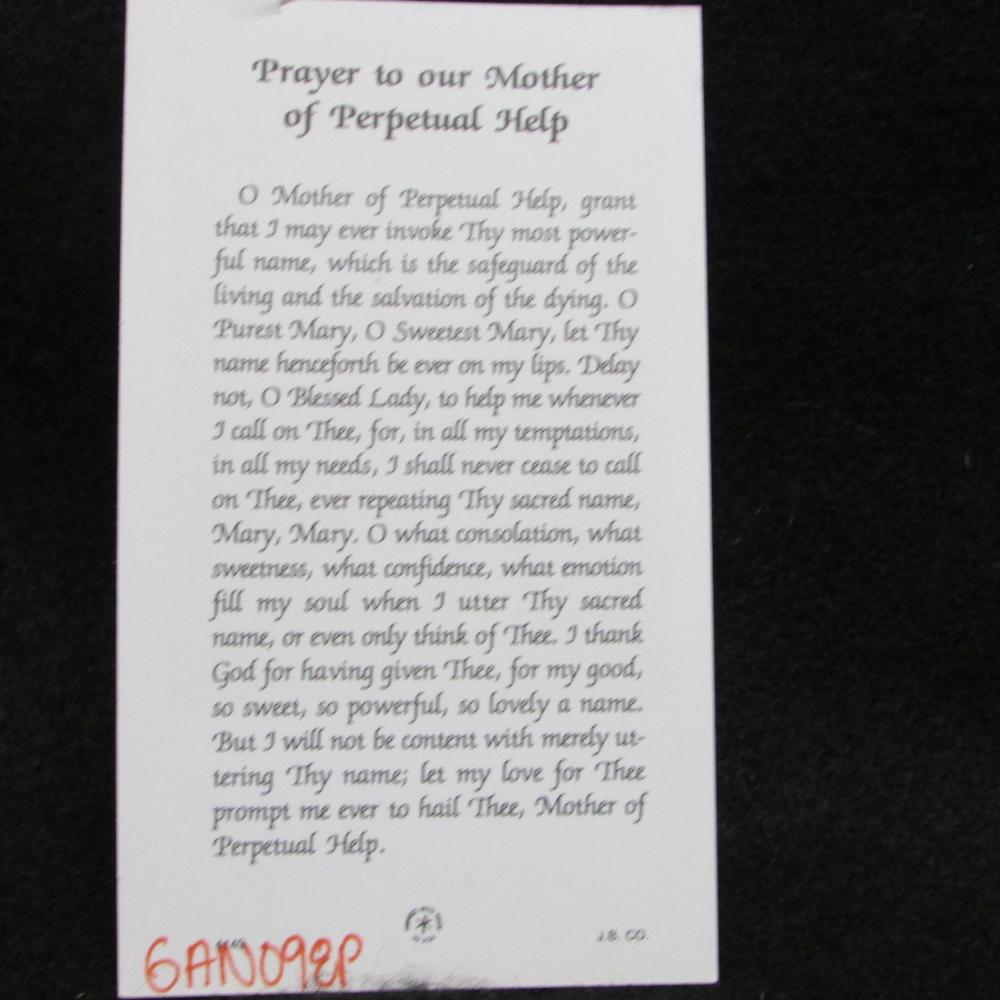 Prayer to our Mother
of Perpetual Help
O Mother of Perpetual Help, grant
that I may ever invoke Thy most power-
ful name, which is the safeguard of the
living and the salvation of the dying. O
Purest Mary, O Sweetest Mary, let Thy
name henceforth be ever on my lips. Delay
not, O Blessed Lady, to help me whenever
I call on Thee, for, in all my temptations,
in all my needs, I shall never cease to call
on Thee, ever repeating Thy sacred name,
Mary, Mary. O what consolation, what
sweetness, what confidence, what emotion
fill my soul when I utter Thy sacred
name, or even only think of Thee. I thank
God for having given Thee, for my good,
so sweet, so powerful, so lovely a name.
But I will not be content with merely ut-
tering Thy name; let my love for Thee
prompt me ever to hail Thee, Mother of
Perpetual Help.
J.B. CO.
6AN098P